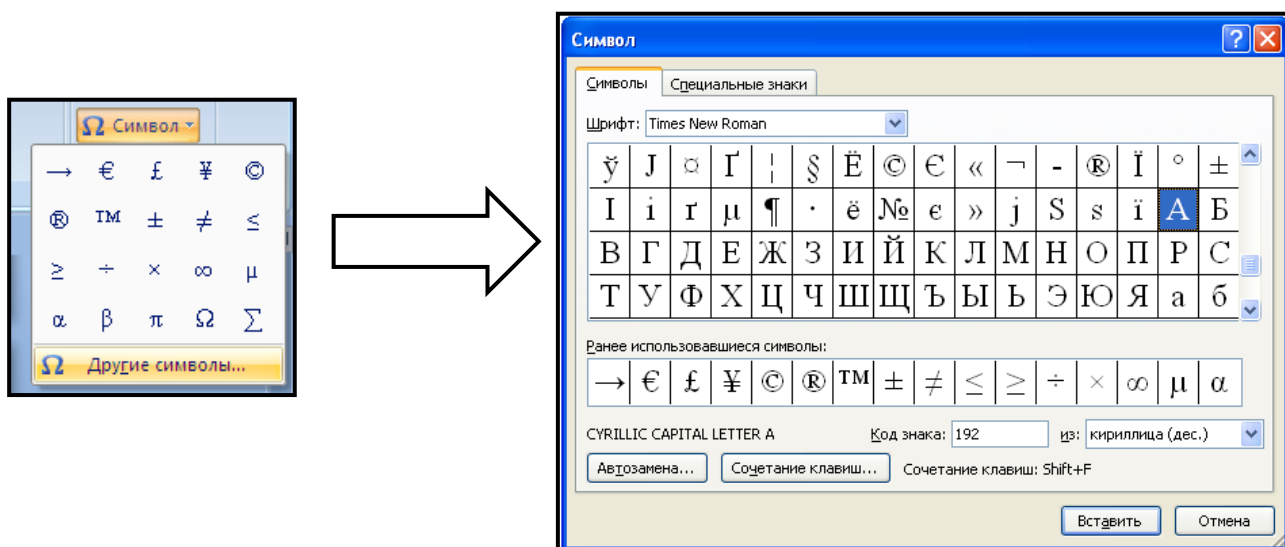 Ω Символ
→ € £ ¥ ©
® ™ ± ≠ ≤
≥ ÷ × ∞ µ
α β π Ω ∑
Ω Другие символы...
Символ
Символы Специальные знаки
Шрифт: Times New Roman
ў Ј ¤ Ґ ¦ § Ё © Є « ¬ - ® Ї ° ±
І і ґ µ ¶ · ё № є » ј Ѕ ѕ ї А Б
В Г Д Е Ж З И Й К Л М Н О П Р С
Т У Ф Х Ц Ч Ш Щ Ъ Ы Ь Э Ю Я а б
Ранее использовавшиеся символы:
→ € £ ¥ © ® ™ ± ≠ ≤ ≥ ÷ × ∞ µ α
CYRILLIC CAPITAL LETTER A Код знака: 192 из: кириллица (дес.)
Автозамена... Сочетание клавиш... Сочетание клавиш: Shift+F
Вставить Отмена